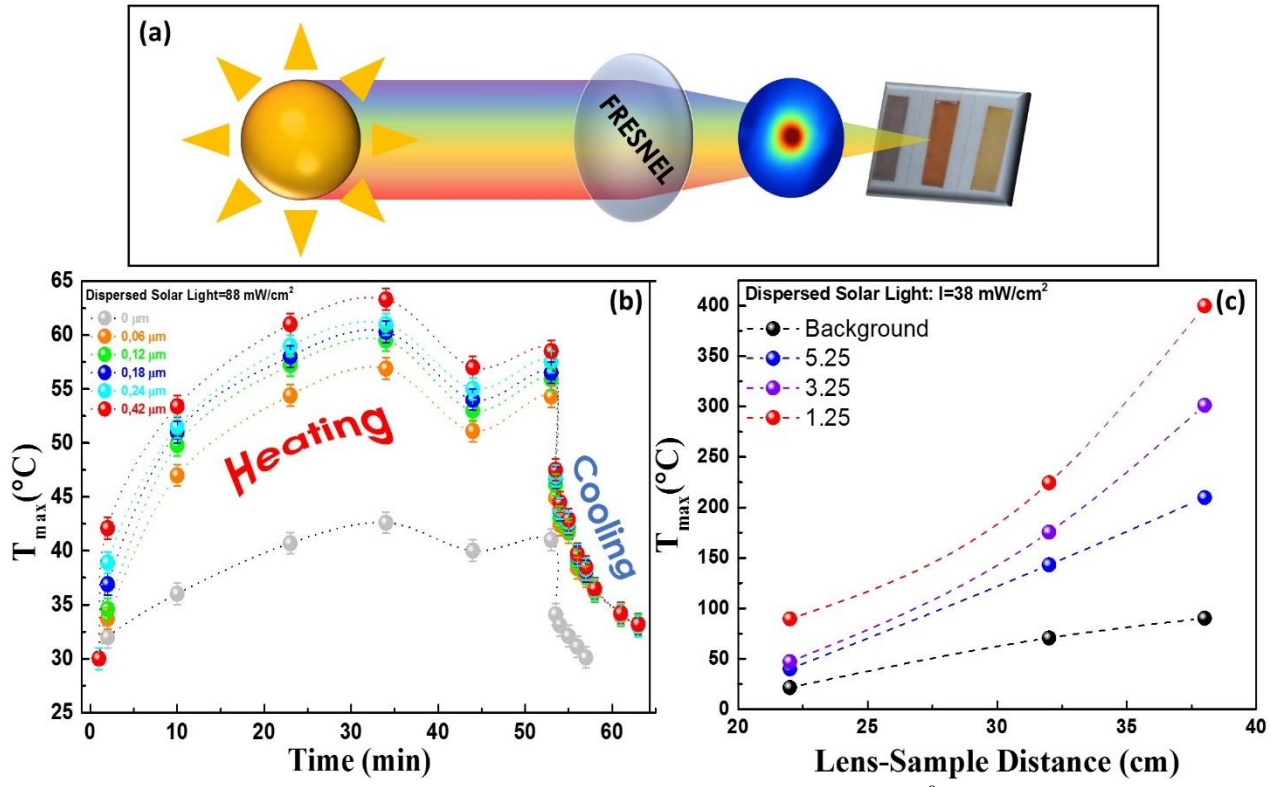 (a)
FRESNEL
(b)
Dispersed Solar Light=88 mW/cm²
0 μm
0,06 μm
0,12 μm
0,18 μm
0,24 μm
0,42 μm
Heating
Cooling
65
60
55
50
45
40
35
30
25
T_max(°C)
0 10 20 30 40 50 60
Time (min)
(c)
Dispersed Solar Light: I=38 mW/cm²
Background
5.25
3.25
1.25
400
350
300
250
200
150
100
50
0
T_max(°C)
20 25 30 35 40
Lens-Sample Distance (cm)